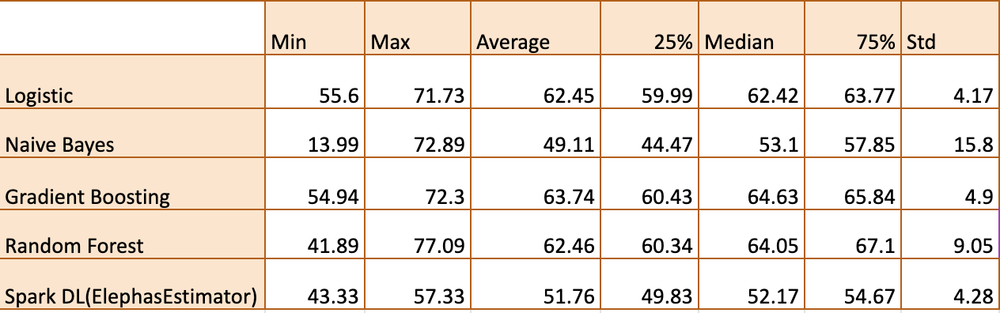 Min Max Average 25% Median 75% Std
Logistic 55.6 71.73 62.45 59.99 62.42 63.77 4.17
Naive Bayes 13.99 72.89 49.11 44.47 53.1 57.85 15.8
Gradient Boosting 54.94 72.3 63.74 60.43 64.63 65.84 4.9
Random Forest 41.89 77.09 62.46 60.34 64.05 67.1 9.05
Spark DL(ElephasEstimator) 43.33 57.33 51.76 49.83 52.17 54.67 4.28